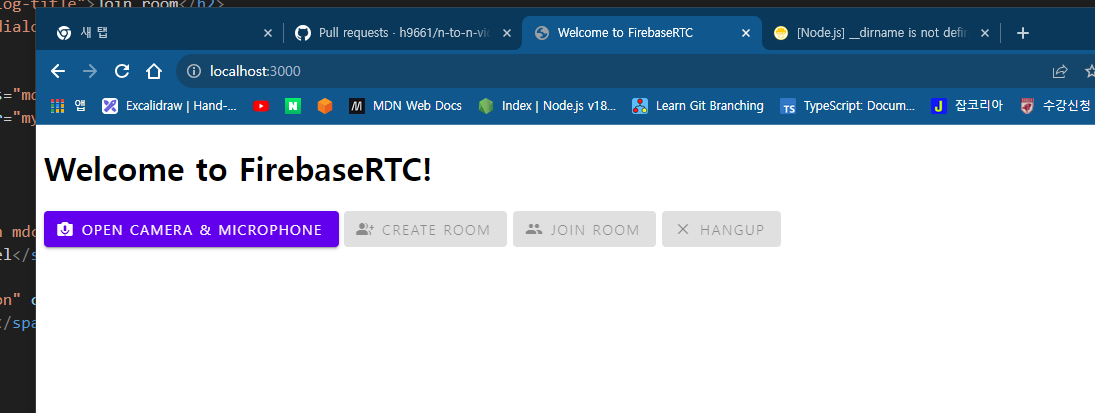 log-title">Join room</h2>
새 탭
Pull requests · h9661/n-to-n-vid
Welcome to FirebaseRTC
[Node.js] __dirname is not defin
localhost:3000
앱
Excalidraw | Hand-...
MDN Web Docs
Index | Node.js v18...
Learn Git Branching
TypeScript: Docum...
잡코리아
수강신청
Welcome to FirebaseRTC!
OPEN CAMERA & MICROPHONE
CREATE ROOM
JOIN ROOM
HANGUP
dialo
s="md
r="my
n mdc
el</s
on" c
</spa